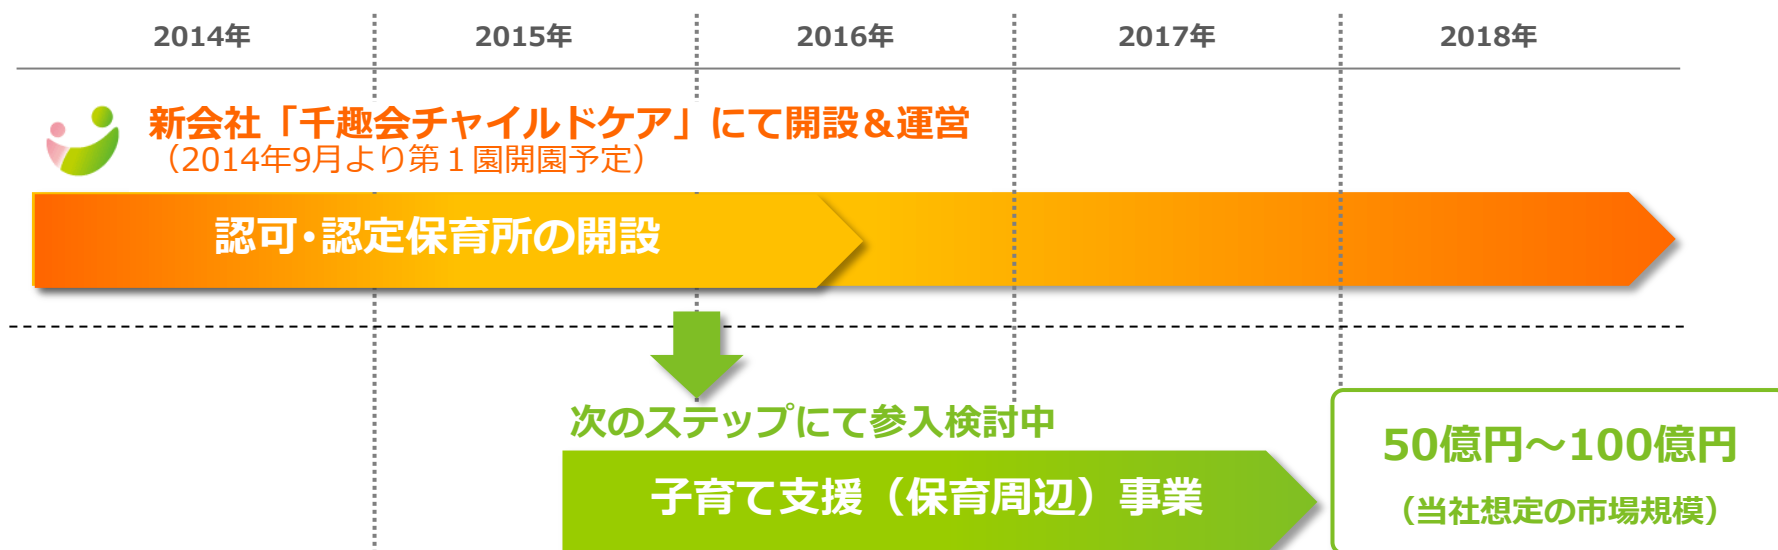 2014年
2015年
2016年
2017年
2018年
新会社「千趣会チャイルドケア」にて開設＆運営
（2014年9月より第１園開園予定）
認可・認定保育所の開設
次のステップにて参入検討中
子育て支援（保育周辺）事業
50億円～100億円
（当社想定の市場規模）